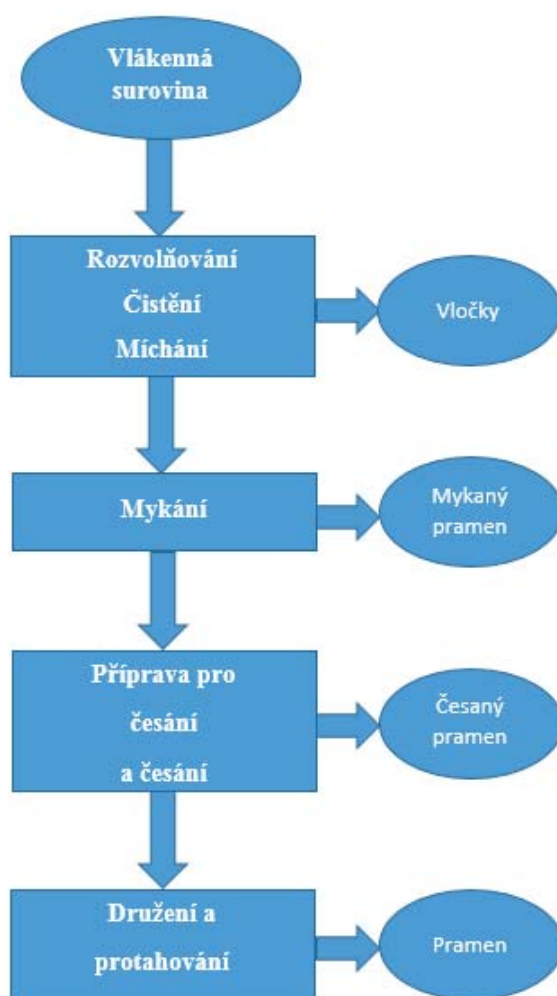 Vlákenná
surovina
Rozvolňování
Čistění
Míchání
Vločky
Mykání
Mykaný
pramen
Příprava pro
česání
a česání
Česaný
pramen
Družení a
protahování
Pramen